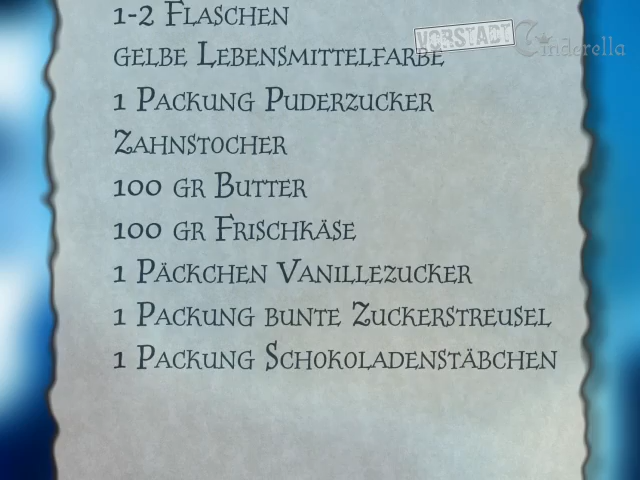 1-2 Flaschen
gelbe Lebensmittelfarbe
VORSTADT Cinderella
1 Packung Puderzucker
Zahnstocher
100 gr Butter
100 gr Frischkäse
1 Päckchen Vanillezucker
1 Packung bunte Zuckerstreusel
1 Packung Schokoladenstäbchen